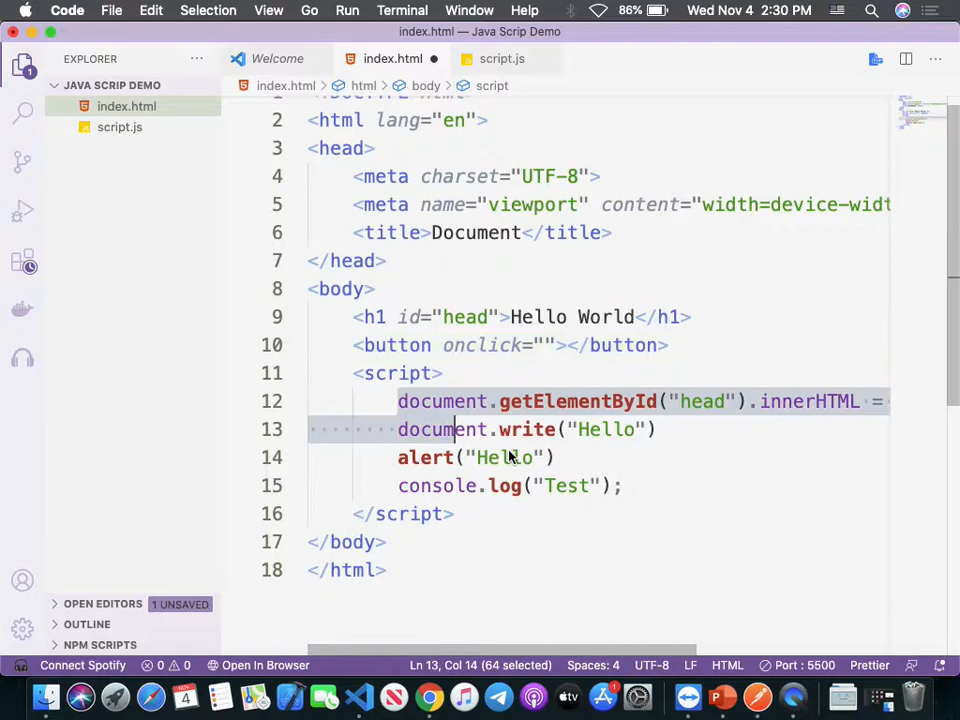 Code File Edit Selection View Go Run Terminal Window Help 86% Wed Nov 4 2:30 PM
index.html — Java Scrip Demo
EXPLORER ··· Welcome index.html script.js ···
JAVA SCRIP DEMO index.html > html > body > script
index.html
script.js
2 <html lang="en">
3 <head>
4 <meta charset="UTF-8">
5 <meta name="viewport" content="width=device-widt
6 <title>Document</title>
7 </head>
8 <body>
9 <h1 id="head">Hello World</h1>
10 <button onclick=""></button>
11 <script>
12 document.getElementById("head").innerHTML =
13 document.write("Hello")
14 alert("Hello")
15 console.log("Test");
16 </script>
17 </body>
18 </html>
OPEN EDITORS 1 UNSAVED
OUTLINE
NPM SCRIPTS
Connect Spotify 0 0 Open In Browser Ln 13, Col 14 (64 selected) Spaces: 4 UTF-8 LF HTML Port : 5500 Prettier